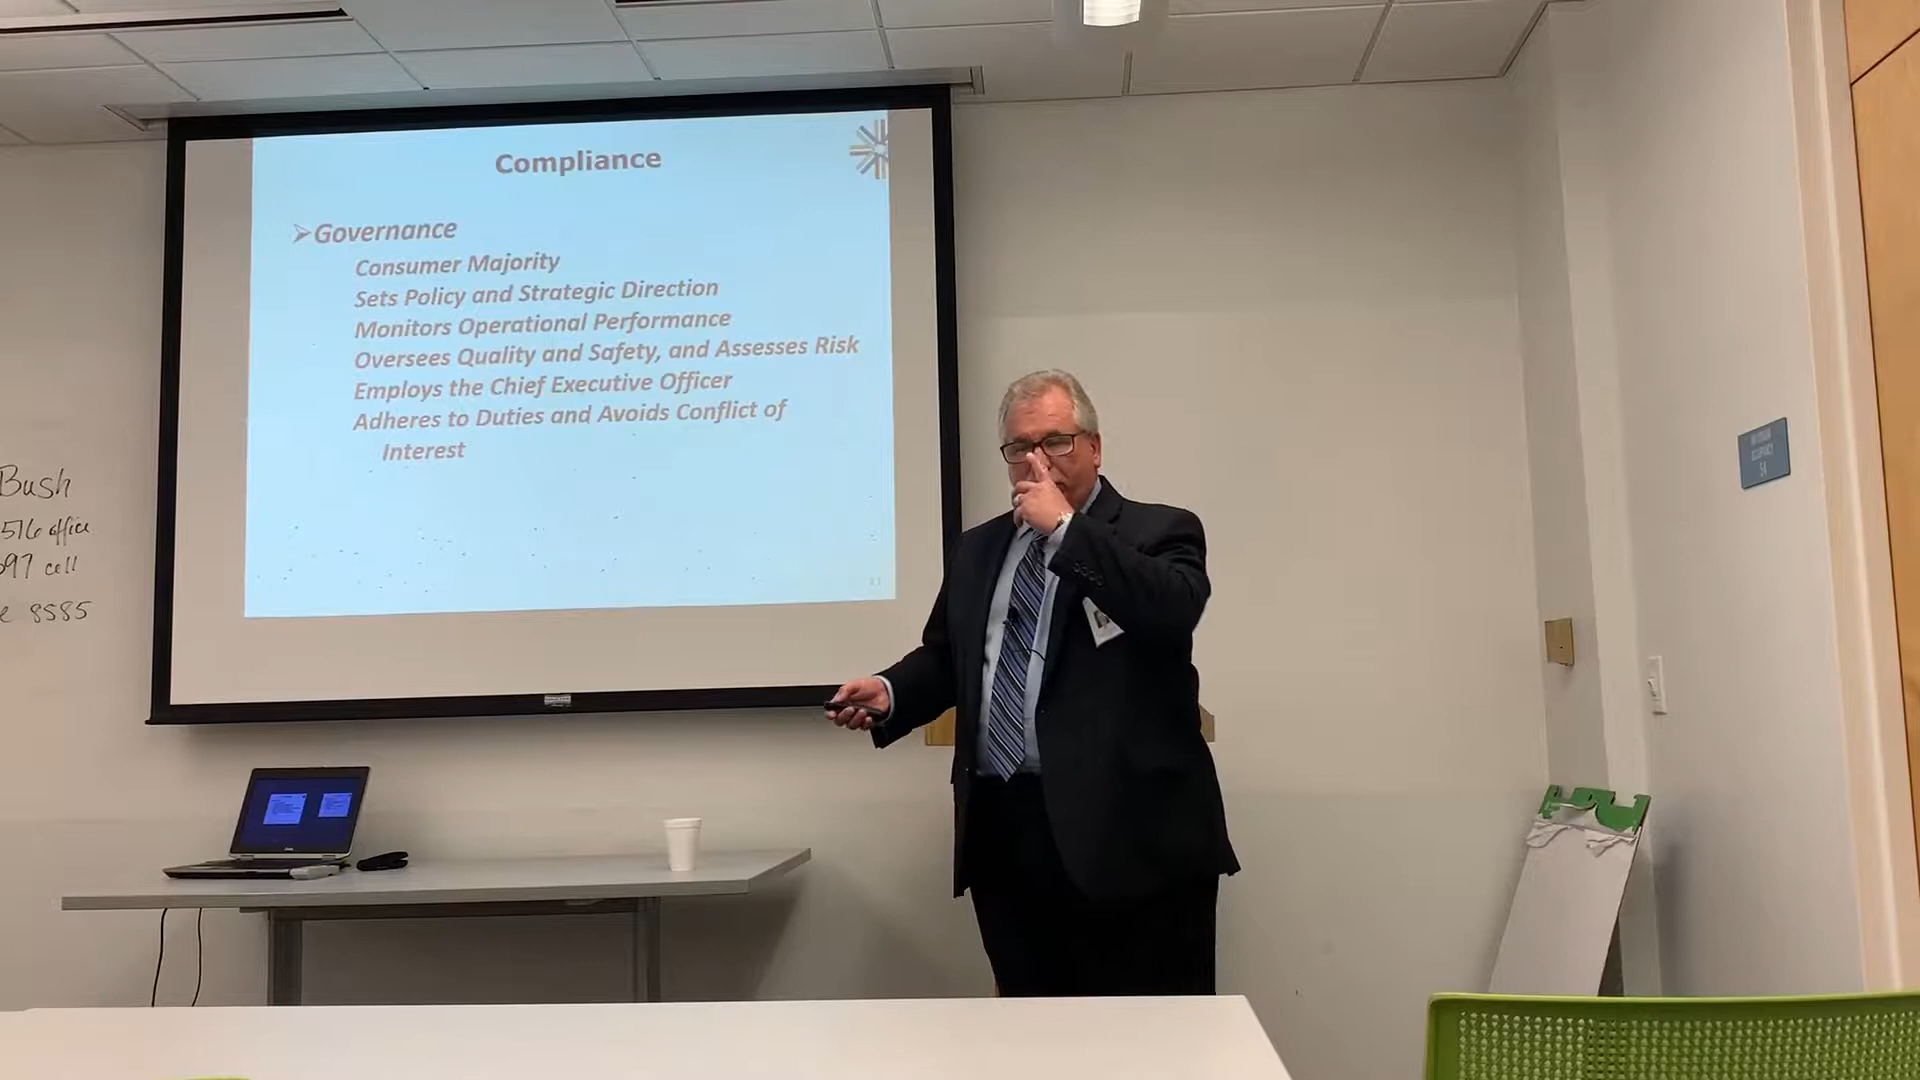 Compliance
Governance
Consumer Majority
Sets Policy and Strategic Direction
Monitors Operational Performance
Oversees Quality and Safety, and Assesses Risk
Employs the Chief Executive Officer
Adheres to Duties and Avoids Conflict of
Interest
Bush
516 office
97 cell
8585
OCCUPANCY
54